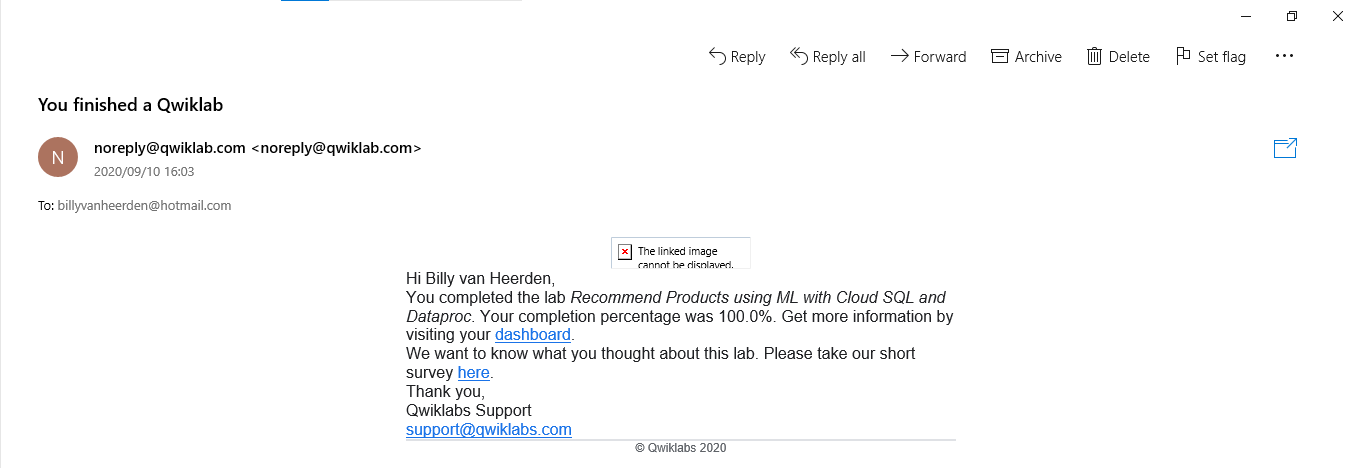 Reply Reply all Forward Archive Delete Set flag
You finished a Qwiklab
N
noreply@qwiklab.com <noreply@qwiklab.com>
2020/09/10 16:03
To: billyvanheerden@hotmail.com
The linked image
cannot be displayed.
Hi Billy van Heerden,
You completed the lab Recommend Products using ML with Cloud SQL and
Dataproc. Your completion percentage was 100.0%. Get more information by
visiting your dashboard.
We want to know what you thought about this lab. Please take our short
survey here.
Thank you,
Qwiklabs Support
support@qwiklabs.com
© Qwiklabs 2020